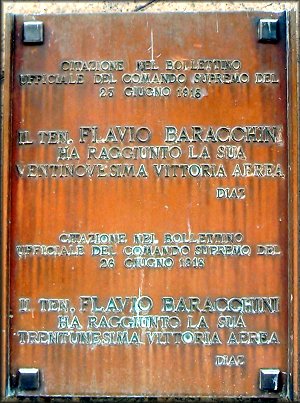 CITAZIONE NEL BOLLETTINO
UFFICIALE DEL COMANDO SUPREMO DEL
25 GIUGNO 1918
IL TEN. FLAVIO BARACCHINI
HA RAGGIUNTO LA SUA
VENTINOVESIMA VITTORIA AEREA
DIAZ
CITAZIONE NEL BOLLETTINO
UFFICIALE DEL COMANDO SUPREMO DEL
26 GIUGNO 1918
IL TEN. FLAVIO BARACCHINI
HA RAGGIUNTO LA SUA
TRENTUNESIMA VITTORIA AEREA
DIAZ